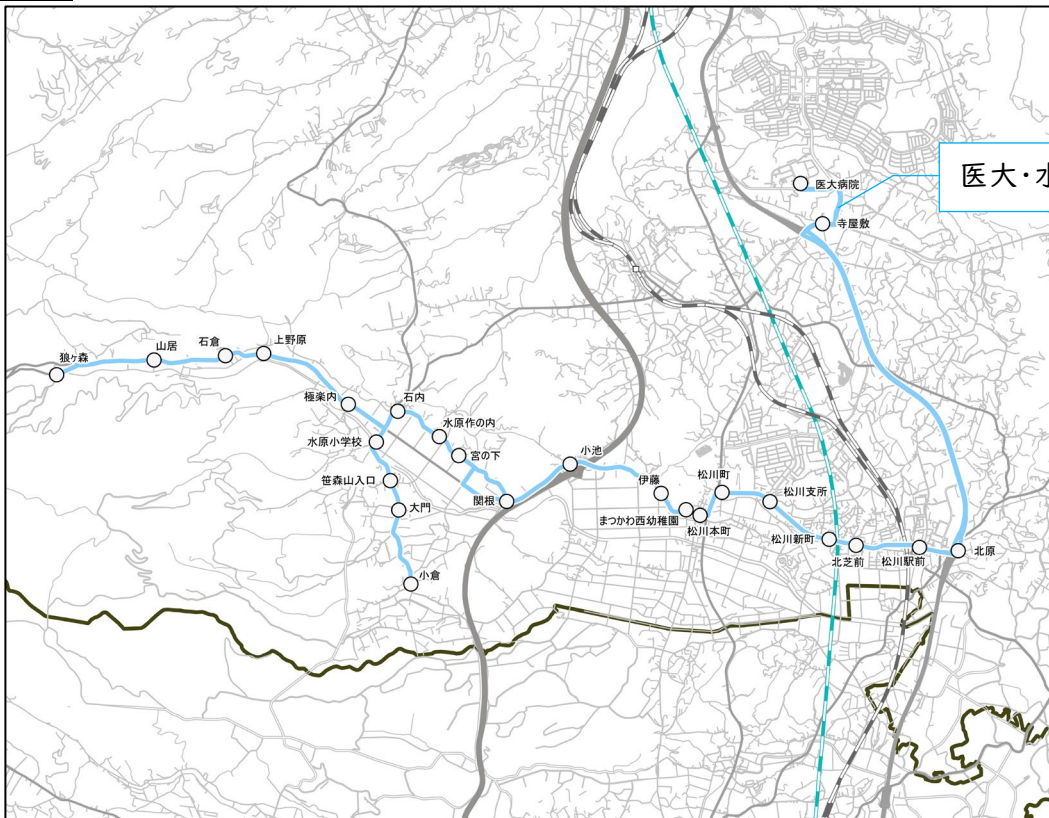 医大病院
医大・水
寺屋敷
狼ヶ森
山居
石倉
上野原
極楽内
石内
水原小学校
水原作の内
宮の下
笹森山入口
大門
小倉
関根
小池
伊藤
まつかわ西幼稚園
松川本町
松川町
松川支所
松川新町
北芝前
松川駅前
北原